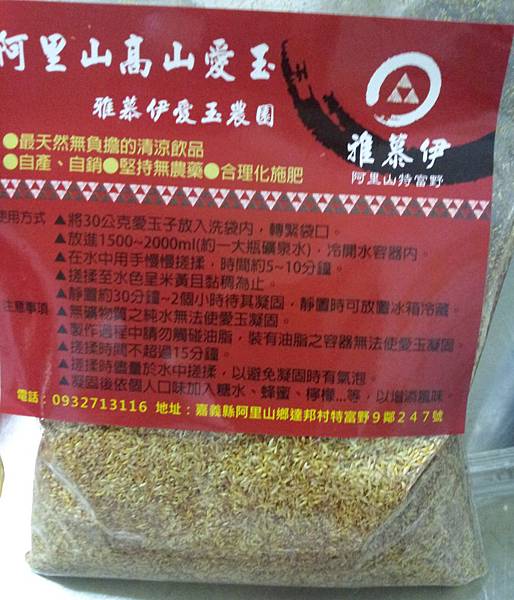 阿里山高山愛玉
雅慕伊愛玉農園
雅慕伊
阿里山特富野
●最天然無負擔的清涼飲品
●自產、自銷●堅持無農藥●合理化施肥
使用方式 ▲將30公克愛玉子放入洗袋內，轉緊袋口。
▲放進1500~2000ml(約一大瓶礦泉水)，冷開水容器內。
▲在水中用手慢慢搓揉，時間約5~10分鐘。
▲搓揉至水色呈米黃且黏稠為止。
▲靜置約30分鐘~2個小時待其凝固，靜置時可放置冰箱冷藏。
注意事項 ▲無礦物質之純水無法使愛玉凝固。
▲製作過程中請勿觸碰油脂，裝有油脂之容器無法使愛玉凝固。
▲搓揉時間不超過15分鐘。
▲搓揉時儘量於水中搓揉，以避免凝固時有氣泡。
▲凝固後依個人口味加入糖水、蜂蜜、檸檬...等，以增添風味。
電話：0932713116 地址：嘉義縣阿里山鄉達邦村特富野9鄰247號